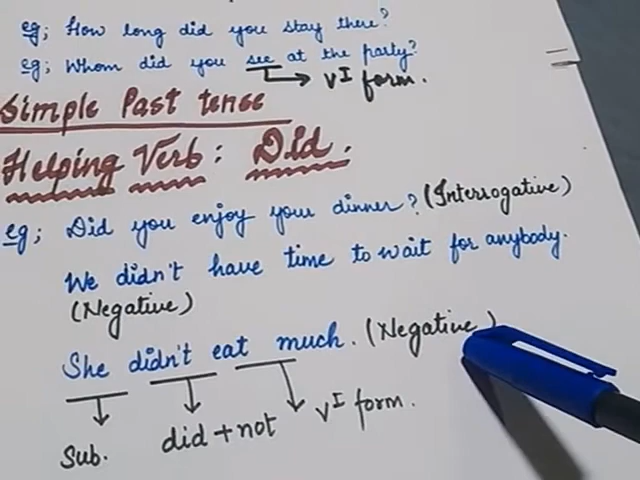 eg; How long did you stay there?
eg; Whom did you see at the party?
V I form.
Simple Past tense
Helping Verb: Did.
eg; Did you enjoy your dinner? (Interrogative)
We didn't have time to wait for anybody.
(Negative)
She didn't eat much. (Negative)
Sub. did + not V I form.